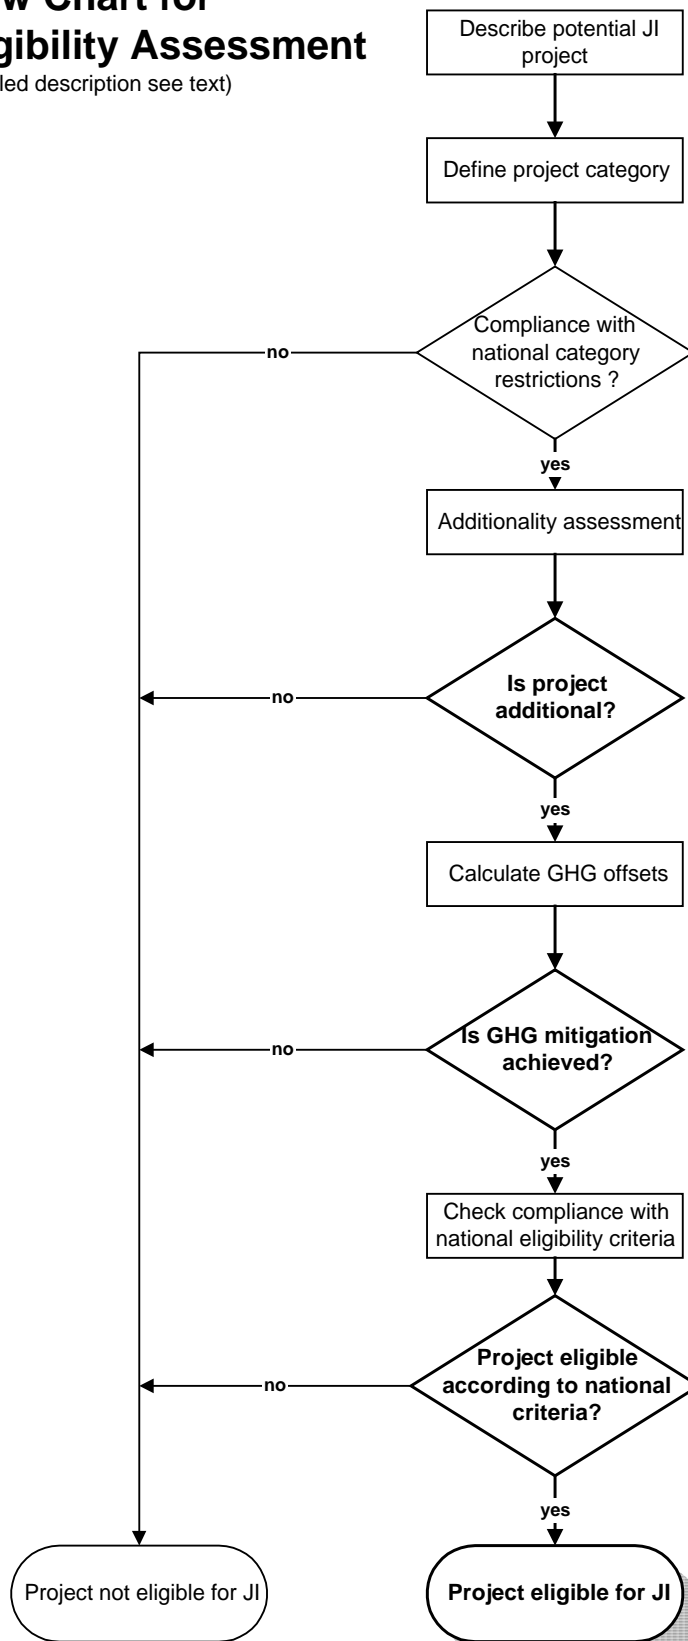 w Chart for
gibility Assessment
led description see text)
Describe potential JI
project
Define project category
Compliance with
national category
restrictions ?
no
yes
Additionality assessment
Is project
additional?
no
yes
Calculate GHG offsets
Is GHG mitigation
achieved?
no
yes
Check compliance with
national eligibility criteria
Project eligible
according to national
criteria?
no
yes
Project not eligible for JI
Project eligible for JI